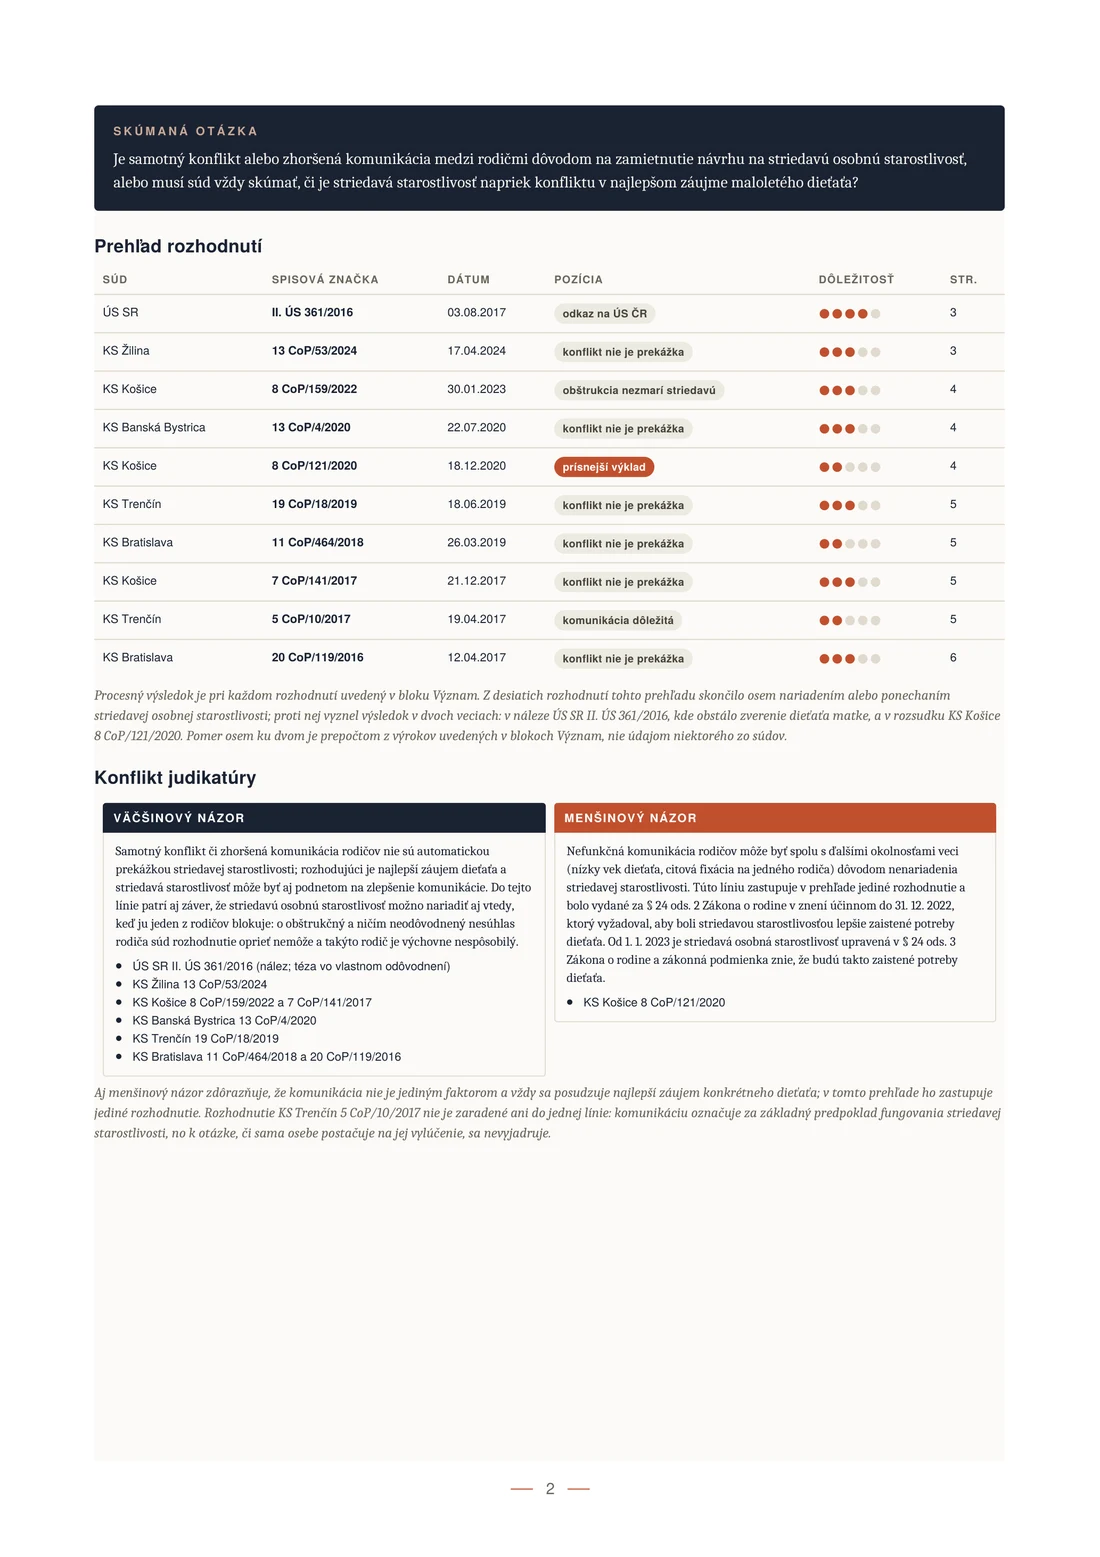 SKÚMANÁ OTÁZKA
Je samotný konflikt alebo zhoršená komunikácia medzi rodičmi dôvodom na zamietnutie návrhu na striedavú osobnú starostlivosť,
alebo musí súd vždy skúmať, či je striedavá starostlivosť napriek konfliktu v najlepšom záujme maloletého dieťaťa?
Prehľad rozhodnutí
SÚD SPISOVÁ ZNAČKA DÁTUM POZÍCIA DÔLEŽITOSŤ STR.
ÚS SR II. ÚS 361/2016 03.08.2017 odkaz na ÚS ČR 3
KS Žilina 13 CoP/53/2024 17.04.2024 konflikt nie je prekážka 3
KS Košice 8 CoP/159/2022 30.01.2023 obštrukcia nezmarí striedavú 4
KS Banská Bystrica 13 CoP/4/2020 22.07.2020 konflikt nie je prekážka 4
KS Košice 8 CoP/121/2020 18.12.2020 prísnejší výklad 4
KS Trenčín 19 CoP/18/2019 18.06.2019 konflikt nie je prekážka 5
KS Bratislava 11 CoP/464/2018 26.03.2019 konflikt nie je prekážka 5
KS Košice 7 CoP/141/2017 21.12.2017 konflikt nie je prekážka 5
KS Trenčín 5 CoP/10/2017 19.04.2017 komunikácia dôležitá 5
KS Bratislava 20 CoP/119/2016 12.04.2017 konflikt nie je prekážka 6
Procesný výsledok je pri každom rozhodnutí uvedený v bloku Význam. Z desiatich rozhodnutí tohto prehľadu skončilo osem nariadením alebo ponechaním
striedavej osobnej starostlivosti; proti nej vyznel výsledok v dvoch veciach: v náleze ÚS SR II. ÚS 361/2016, kde obstálo zverenie dieťaťa matke, a v rozsudku KS Košice
8 CoP/121/2020. Pomer osem ku dvom je prepočtom z výrokov uvedených v blokoch Význam, nie údajom niektorého zo súdov.
Konflikt judikatúry
VÄČŠINOVÝ NÁZOR
Samotný konflikt či zhoršená komunikácia rodičov nie sú automatickou
prekážkou striedavej starostlivosti; rozhodujúci je najlepší záujem dieťaťa a
striedavá starostlivosť môže byť aj podnetom na zlepšenie komunikácie. Do tejto
línie patrí aj záver, že striedavú osobnú starostlivosť možno nariadiť aj vtedy,
keď ju jeden z rodičov blokuje: o obštrukčný a ničím neodôvodnený nesúhlas
rodiča súd rozhodnutie oprieť nemôže a takýto rodič je výchovne nespôsobilý.
• ÚS SR II. ÚS 361/2016 (nález; téza vo vlastnom odôvodnení)
• KS Žilina 13 CoP/53/2024
• KS Košice 8 CoP/159/2022 a 7 CoP/141/2017
• KS Banská Bystrica 13 CoP/4/2020
• KS Trenčín 19 CoP/18/2019
• KS Bratislava 11 CoP/464/2018 a 20 CoP/119/2016
MENŠINOVÝ NÁZOR
Nefunkčná komunikácia rodičov môže byť spolu s ďalšími okolnosťami veci
(nízky vek dieťaťa, citová fixácia na jedného rodiča) dôvodom nenariadenia
striedavej starostlivosti. Túto líniu zastupuje v prehľade jediné rozhodnutie a
bolo vydané za § 24 ods. 2 Zákona o rodine v znení účinnom do 31. 12. 2022,
ktorý vyžadoval, aby boli striedavou starostlivosťou lepšie zaistené potreby
dieťaťa. Od 1. 1. 2023 je striedavá osobná starostlivosť upravená v § 24 ods. 3
Zákona o rodine a zákonná podmienka znie, že budú takto zaistené potreby
dieťaťa.
• KS Košice 8 CoP/121/2020
Aj menšinový názor zdôrazňuje, že komunikácia nie je jediným faktorom a vždy sa posudzuje najlepší záujem konkrétneho dieťaťa; v tomto prehľade ho zastupuje
jediné rozhodnutie. Rozhodnutie KS Trenčín 5 CoP/10/2017 nie je zaradené ani do jednej línie: komunikáciu označuje za základný predpoklad fungovania striedavej
starostlivosti, no k otázke, či sama osebe postačuje na jej vylúčenie, sa nevyjadruje.
2